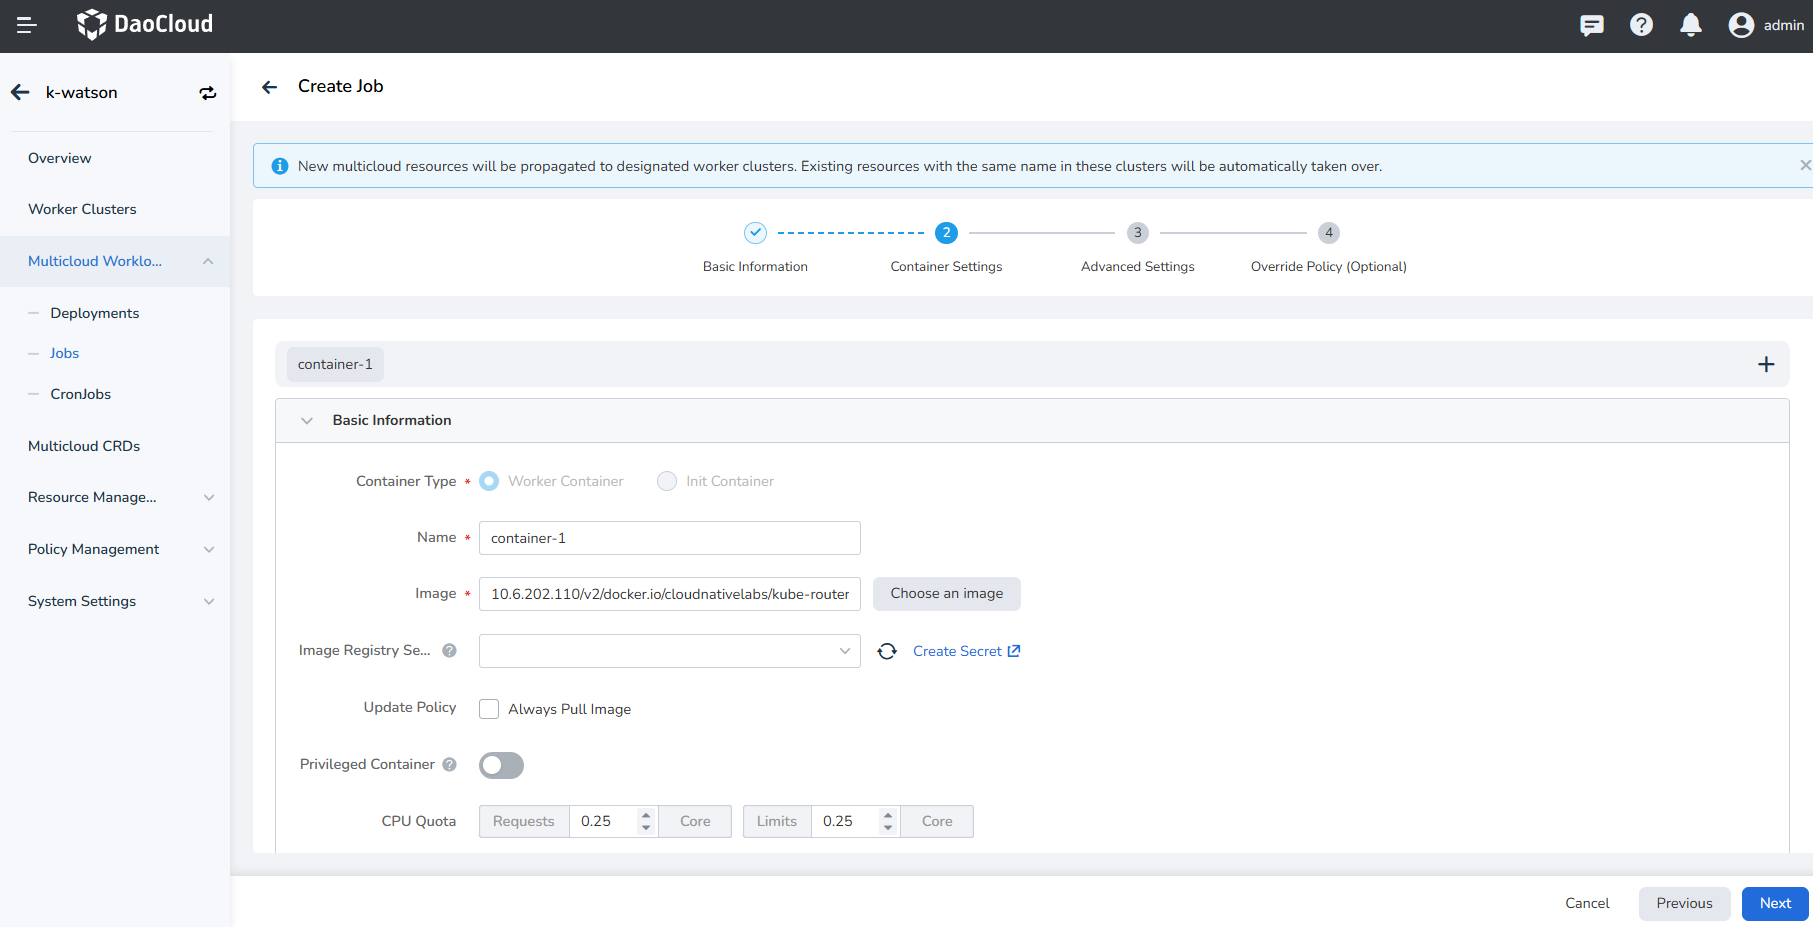 DaoCloud
admin
k-watson
Create Job
Overview
Worker Clusters
Multicloud Worklo...
Deployments
Jobs
CronJobs
Multicloud CRDs
Resource Manage...
Policy Management
System Settings
New multicloud resources will be propagated to designated worker clusters. Existing resources with the same name in these clusters will be automatically taken over.
2
3
4
Basic Information
Container Settings
Advanced Settings
Override Policy (Optional)
container-1
Basic Information
Container Type * Worker Container Init Container
Name * container-1
Image * 10.6.202.110/v2/docker.io/cloudnativelabs/kube-router Choose an image
Image Registry Se... ? Create Secret
Update Policy Always Pull Image
Privileged Container ?
CPU Quota Requests 0.25 Core Limits 0.25 Core
Cancel Previous Next